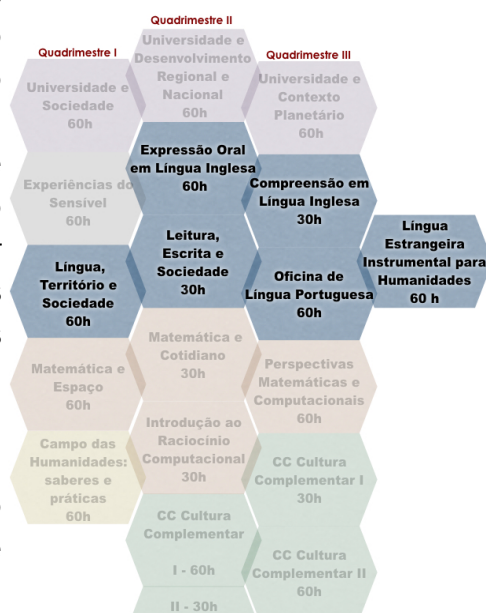 Quadrimestre I
Universidade e
Sociedade
60h
Experiências do
Sensível
60h
Língua,
Território e
Sociedade
60h
Matemática e
Espaço
60h
Campo das
Humanidades:
saberes e
práticas
60h
Quadrimestre II
Universidade e
Desenvolvimento
Regional e
Nacional
60h
Expressão Oral
em Língua Inglesa
60h
Leitura,
Escrita e
Sociedade
30h
Matemática e
Cotidiano
30h
Introdução ao
Raciocínio
Computacional
30h
CC Cultura
Complementar
I - 60h
II - 30h
Quadrimestre III
Universidade e
Contexto
Planetário
60h
Compreensão em
Língua Inglesa
30h
Oficina de
Língua Portuguesa
60h
Perspectivas
Matemáticas e
Computacionais
60h
CC Cultura
Complementar I
30h
CC Cultura
Complementar II
60h
Língua
Estrangeira
Instrumental para
Humanidades
60 h